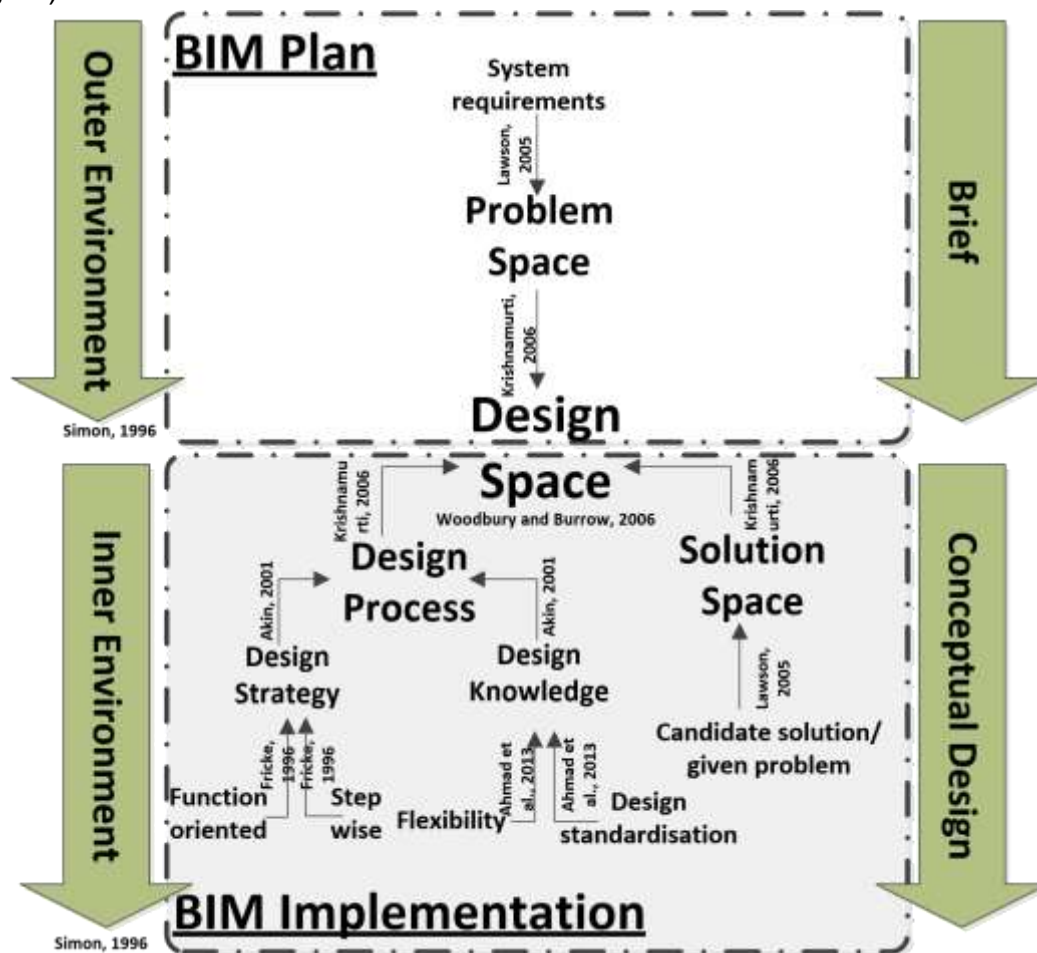 BIM Plan
Outer Environment
Simon, 1996
Brief
System
requirements
Lawson,
2005
Problem
Space
Krishnamurti,
2006
Design
Space
Woodbury and Burrow, 2006
Krishnamu
rti, 2006
Krishnam
urti, 2006
Inner Environment
Simon, 1996
Conceptual Design
Design
Process
Solution
Space
Akin, 2001
Akin, 2001
Design
Strategy
Design
Knowledge
Lawson,
2005
Candidate solution/
given problem
Fricke,
1996
Fricke,
1996
Ahmad et
al., 2013
Ahmad et
al., 2013
Function
oriented
Step
wise
Flexibility
Design
standardisation
BIM Implementation